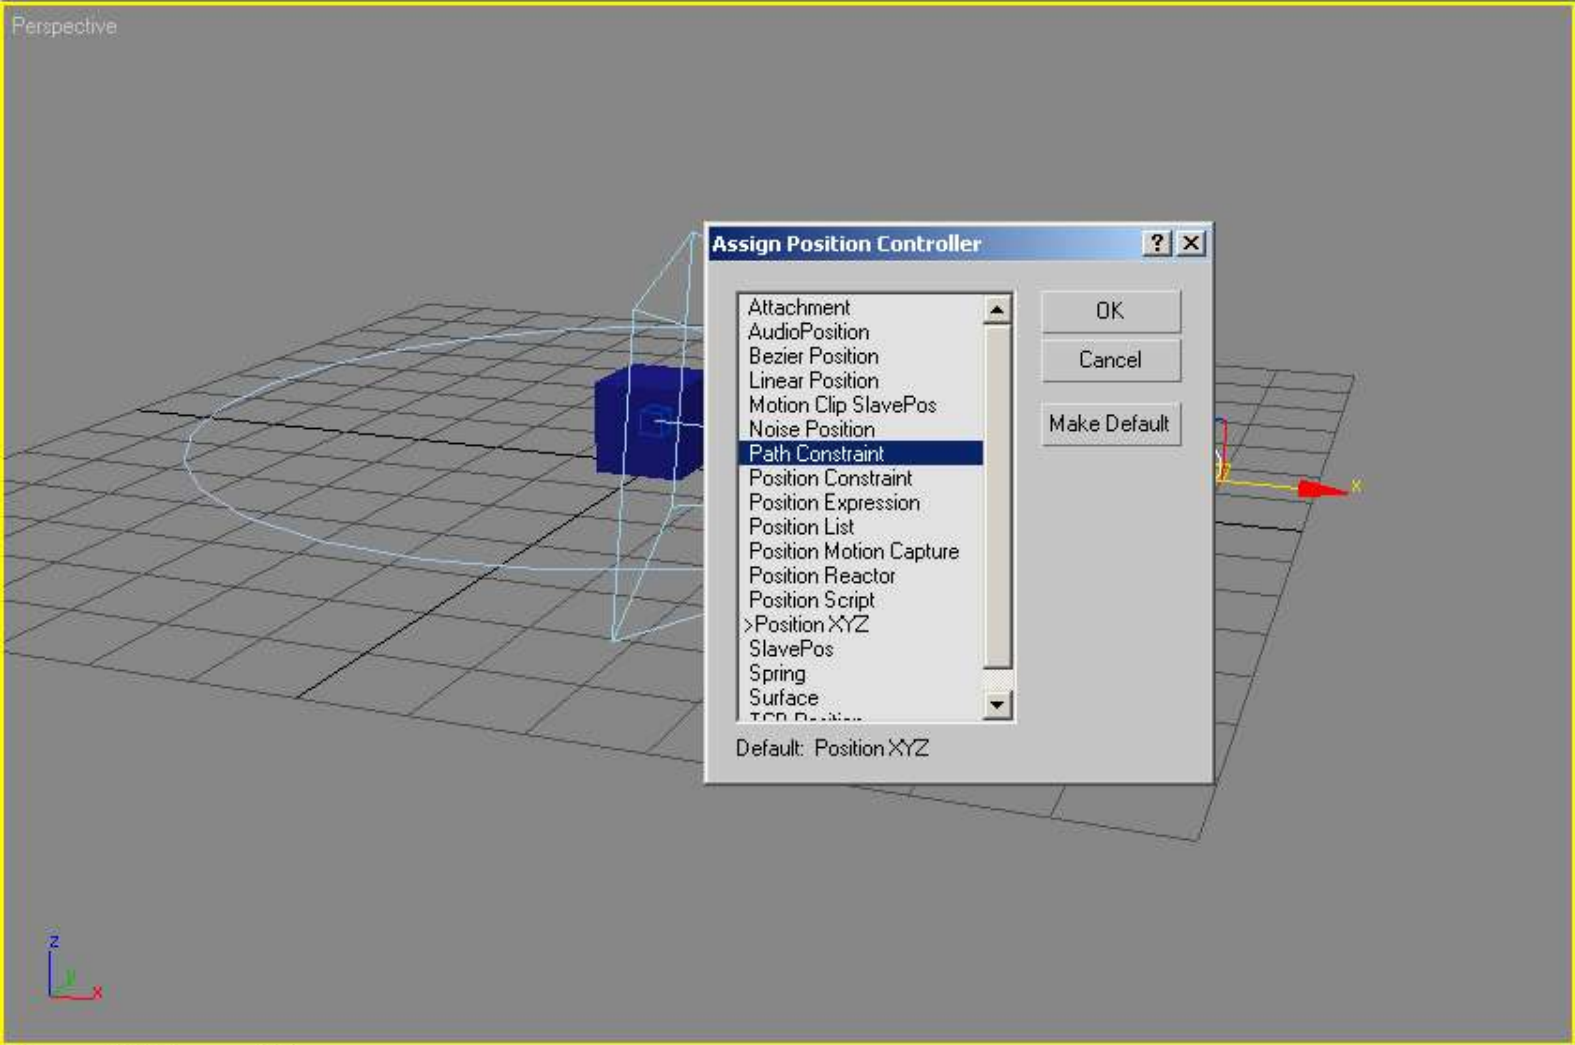 Perspective
Assign Position Controller
Attachment
AudioPosition
Bezier Position
Linear Position
Motion Clip SlavePos
Noise Position
Path Constraint
Position Constraint
Position Expression
Position List
Position Motion Capture
Position Reactor
Position Script
>Position XYZ
SlavePos
Spring
Surface
Default: Position XYZ
OK
Cancel
Make Default
x
z
y
x